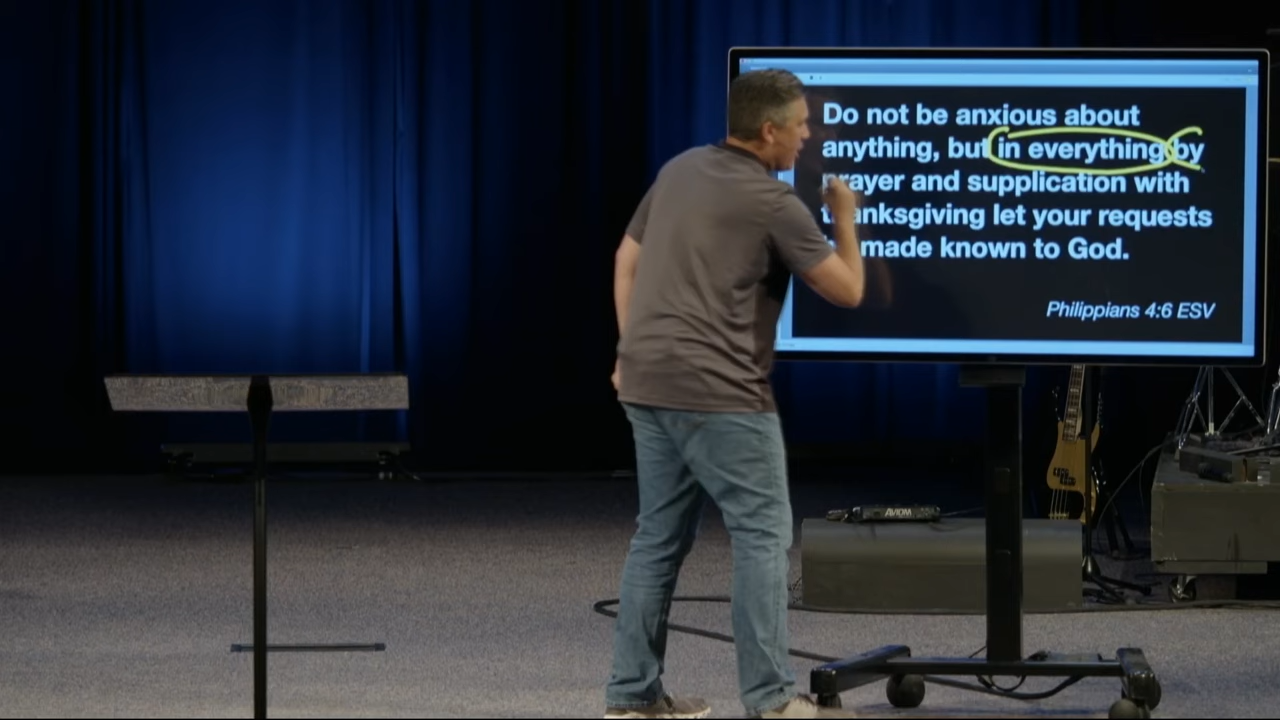 Do not be anxious about
anything, but in everything by
prayer and supplication with
thanksgiving let your requests
made known to God.
Philippians 4:6 ESV
AVIOM